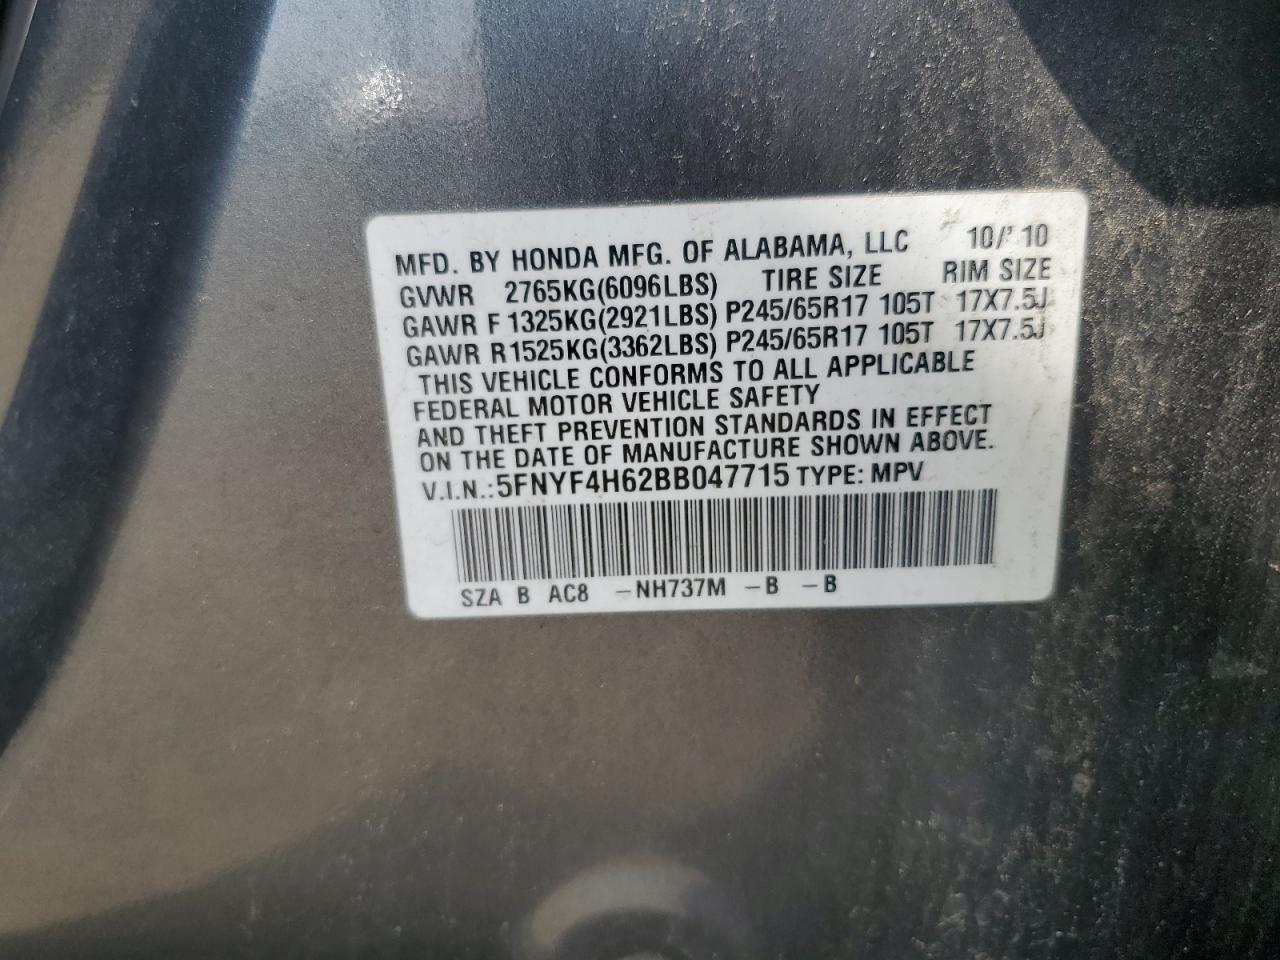 MFD. BY HONDA MFG. OF ALABAMA, LLC 10/'10
GVWR 2765KG(6096LBS) TIRE SIZE RIM SIZE
GAWR F 1325KG(2921LBS) P245/65R17 105T 17X7.5J
GAWR R1525KG(3362LBS) P245/65R17 105T 17X7.5J
THIS VEHICLE CONFORMS TO ALL APPLICABLE
FEDERAL MOTOR VEHICLE SAFETY
AND THEFT PREVENTION STANDARDS IN EFFECT
ON THE DATE OF MANUFACTURE SHOWN ABOVE.
V.I.N.:5FNYF4H62BB047715 TYPE: MPV
SZA B AC8 -NH737M -B -B